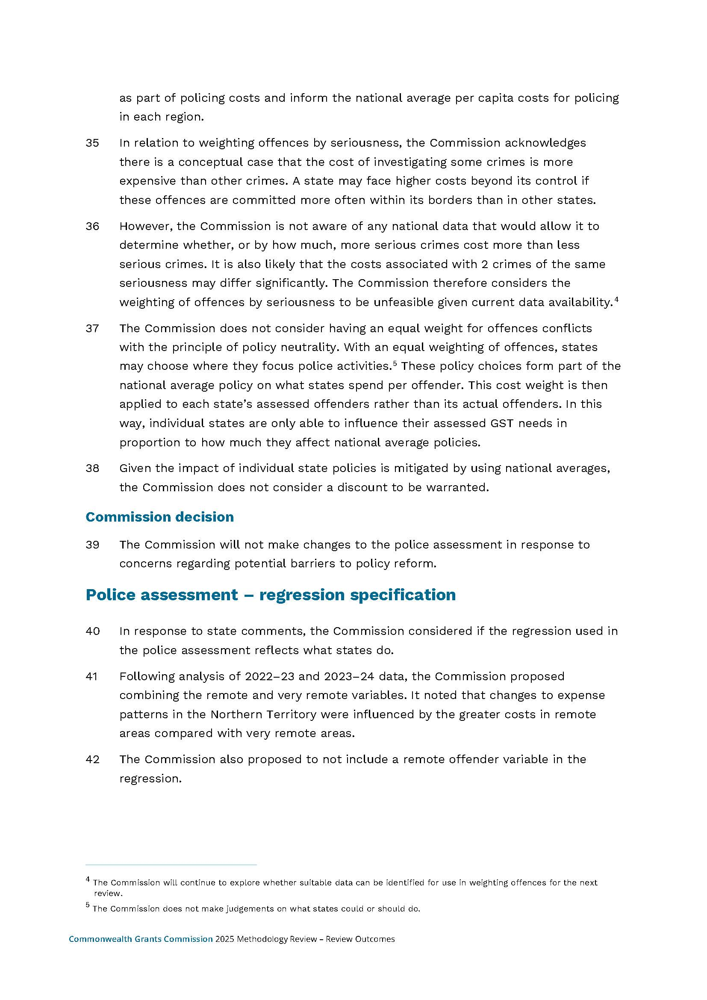 as part of policing costs and inform the national average per capita costs for policing
in each region.
35 In relation to weighting offences by seriousness, the Commission acknowledges
there is a conceptual case that the cost of investigating some crimes is more
expensive than other crimes. A state may face higher costs beyond its control if
these offences are committed more often within its borders than in other states.
36 However, the Commission is not aware of any national data that would allow it to
determine whether, or by how much, more serious crimes cost more than less
serious crimes. It is also likely that the costs associated with 2 crimes of the same
seriousness may differ significantly. The Commission therefore considers the
weighting of offences by seriousness to be unfeasible given current data availability.⁴
37 The Commission does not consider having an equal weight for offences conflicts
with the principle of policy neutrality. With an equal weighting of offences, states
may choose where they focus police activities.⁵ These policy choices form part of the
national average policy on what states spend per offender. This cost weight is then
applied to each state’s assessed offenders rather than its actual offenders. In this
way, individual states are only able to influence their assessed GST needs in
proportion to how much they affect national average policies.
38 Given the impact of individual state policies is mitigated by using national averages,
the Commission does not consider a discount to be warranted.
Commission decision
39 The Commission will not make changes to the police assessment in response to
concerns regarding potential barriers to policy reform.
Police assessment – regression specification
40 In response to state comments, the Commission considered if the regression used in
the police assessment reflects what states do.
41 Following analysis of 2022–23 and 2023–24 data, the Commission proposed
combining the remote and very remote variables. It noted that changes to expense
patterns in the Northern Territory were influenced by the greater costs in remote
areas compared with very remote areas.
42 The Commission also proposed to not include a remote offender variable in the
regression.
⁴ The Commission will continue to explore whether suitable data can be identified for use in weighting offences for the next
review.
⁵ The Commission does not make judgements on what states could or should do.
Commonwealth Grants Commission 2025 Methodology Review – Review Outcomes